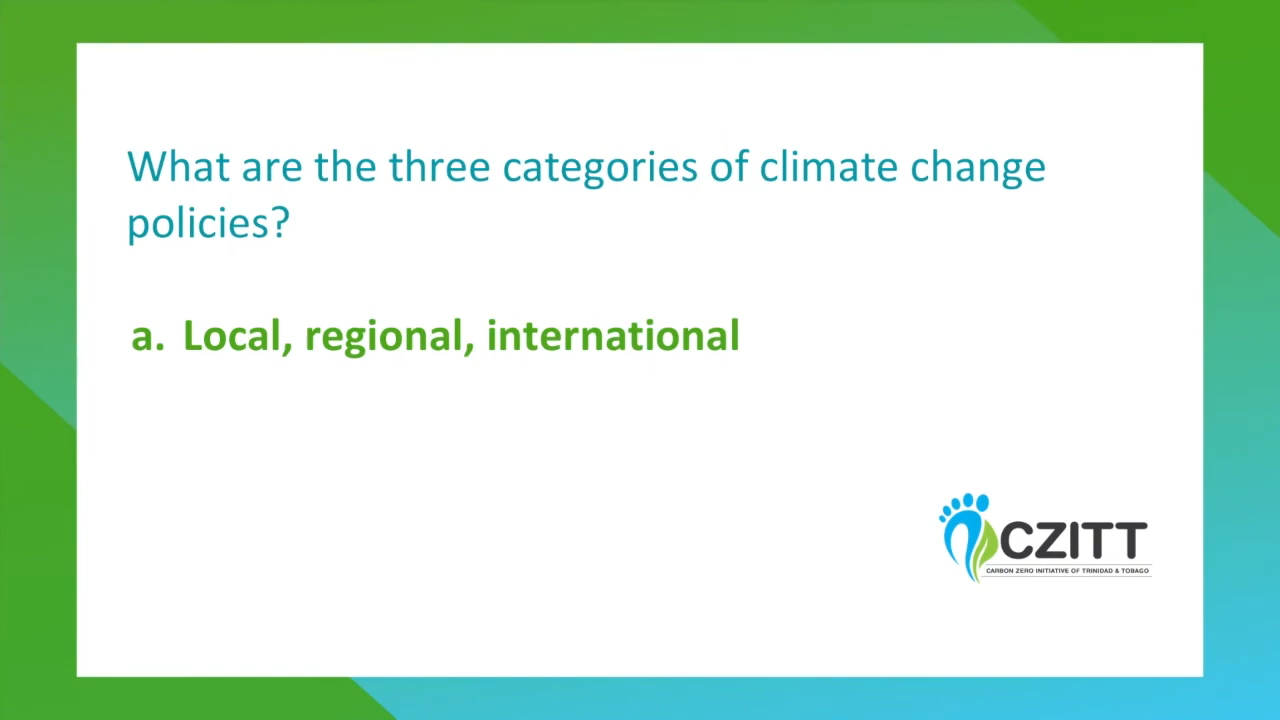 What are the three categories of climate change
policies?
a. Local, regional, international
CZITT
CARBON ZERO INITIATIVE OF TRINIDAD & TOBAGO